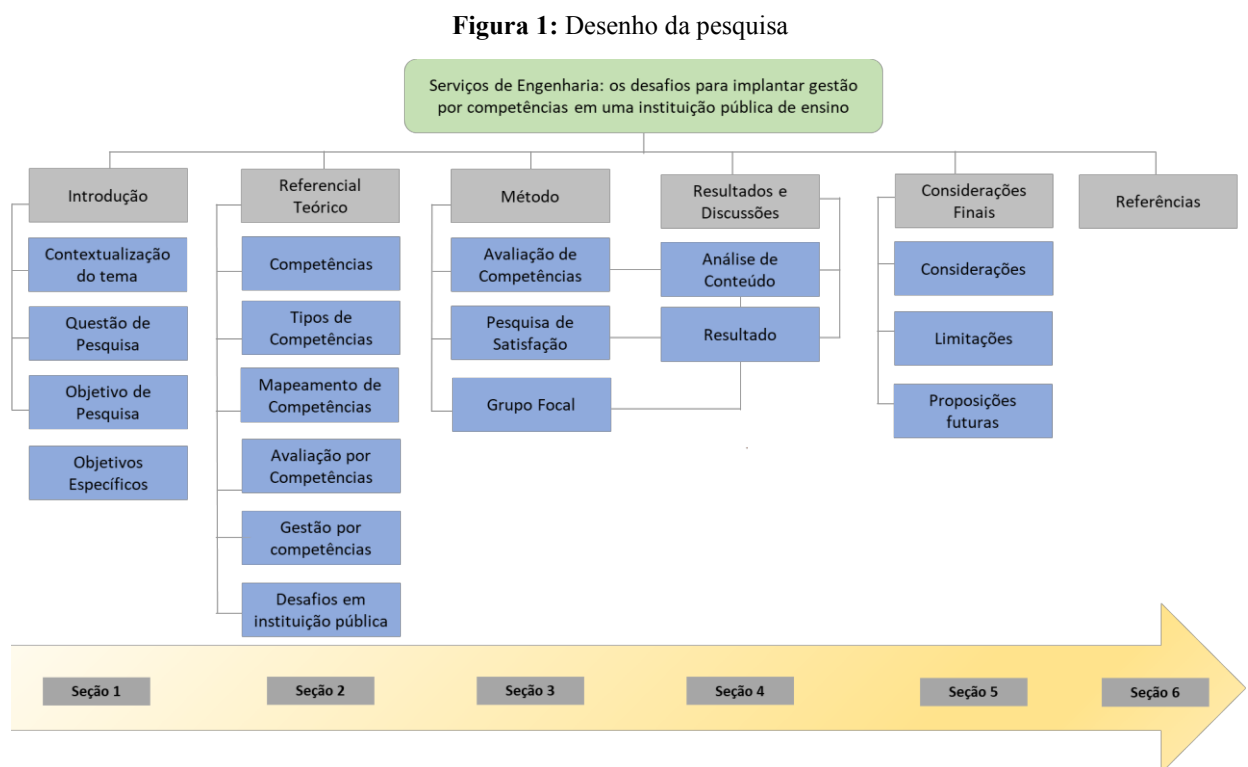 Figura 1: Desenho da pesquisa
Serviços de Engenharia: os desafios para implantar gestão
por competências em uma instituição pública de ensino
Introdução
Contextualização
do tema
Questão de
Pesquisa
Objetivo de
Pesquisa
Objetivos
Específicos
Referencial
Teórico
Competências
Tipos de
Competências
Mapeamento de
Competências
Avaliação por
Competências
Gestão por
competências
Desafios em
instituição pública
Método
Avaliação de
Competências
Pesquisa de
Satisfação
Grupo Focal
Resultados e
Discussões
Análise de
Conteúdo
Resultado
Considerações
Finais
Considerações
Limitações
Proposições
futuras
Referências
Seção 1
Seção 2
Seção 3
Seção 4
Seção 5
Seção 6